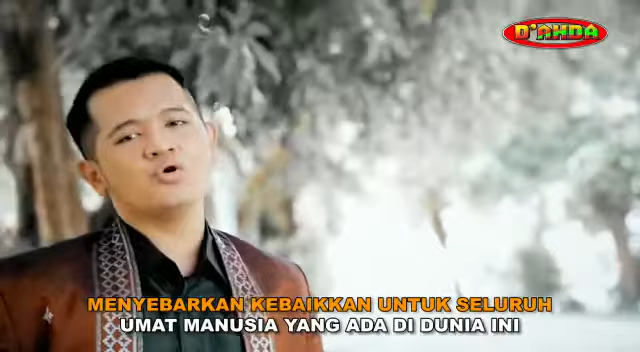 D'AHDA
MENYEBARKAN KEBAIKKAN UNTUK SELURUH
UMAT MANUSIA YANG ADA DI DUNIA INI